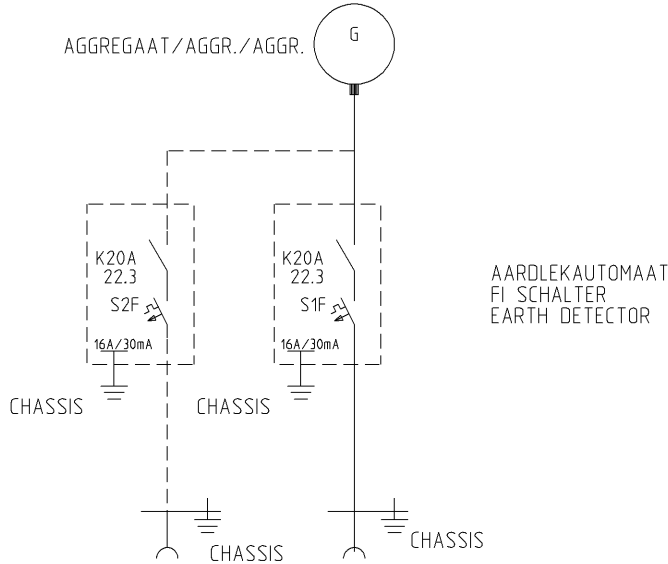 G
AGGREGAAT/AGGR./AGGR.
K20A
22.3
S2F
16A/30mA
CHASSIS
K20A
22.3
S1F
16A/30mA
CHASSIS
AARDLEKAUTOMAAT
FI SCHALTER
EARTH DETECTOR
CHASSIS
CHASSIS